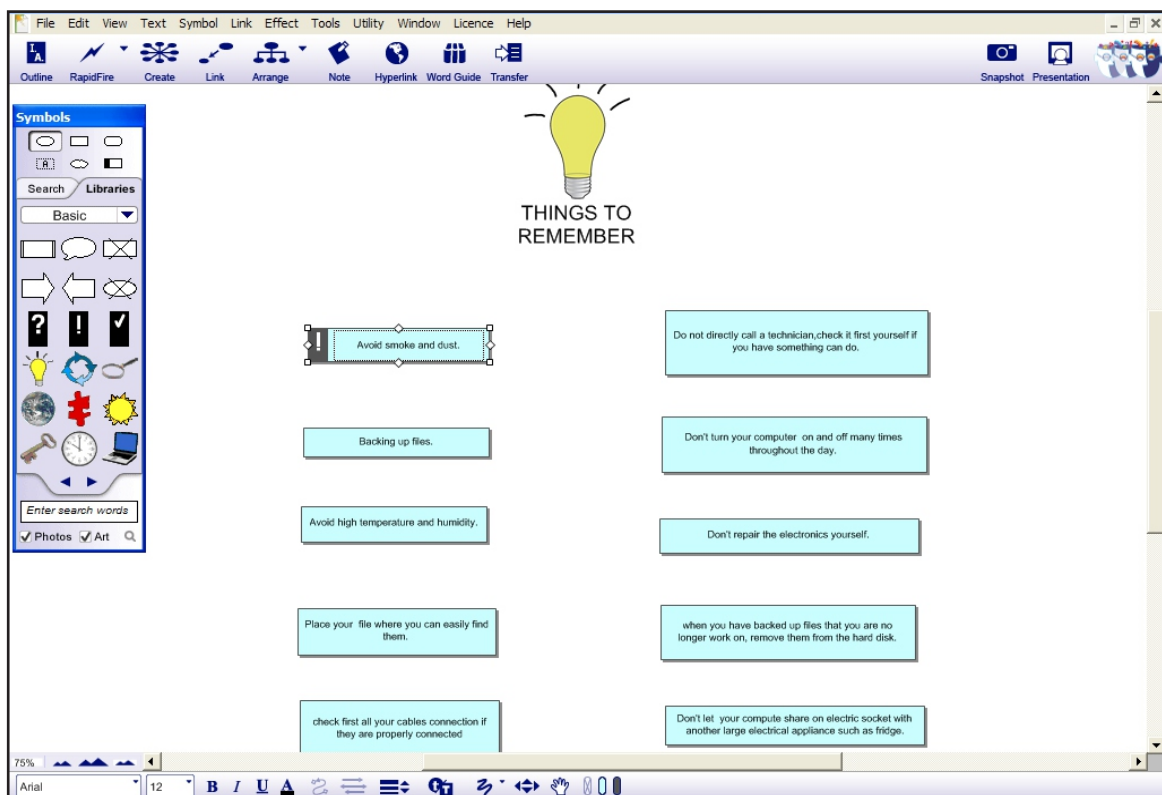 File Edit View Text Symbol Link Effect Tools Utility Window Licence Help
Outline RapidFire Create Link Arrange Note Hyperlink Word Guide Transfer Snapshot Presentation
Symbols
A
Search Libraries
Basic
? !
Enter search words
Photos Art
THINGS TO
REMEMBER
! Avoid smoke and dust.
Backing up files.
Avoid high temperature and humidity.
Place your file where you can easily find
them.
check first all your cables connection if
they are properly connected
Do not directly call a technician,check it first yourself if
you have something can do.
Don't turn your computer on and off many times
throughout the day.
Don't repair the electronics yourself.
when you have backed up files that you are no
longer work on, remove them from the hard disk.
Don't let your compute share on electric socket with
another large electrical appliance such as fridge.
75%
Arial 12 B I U A